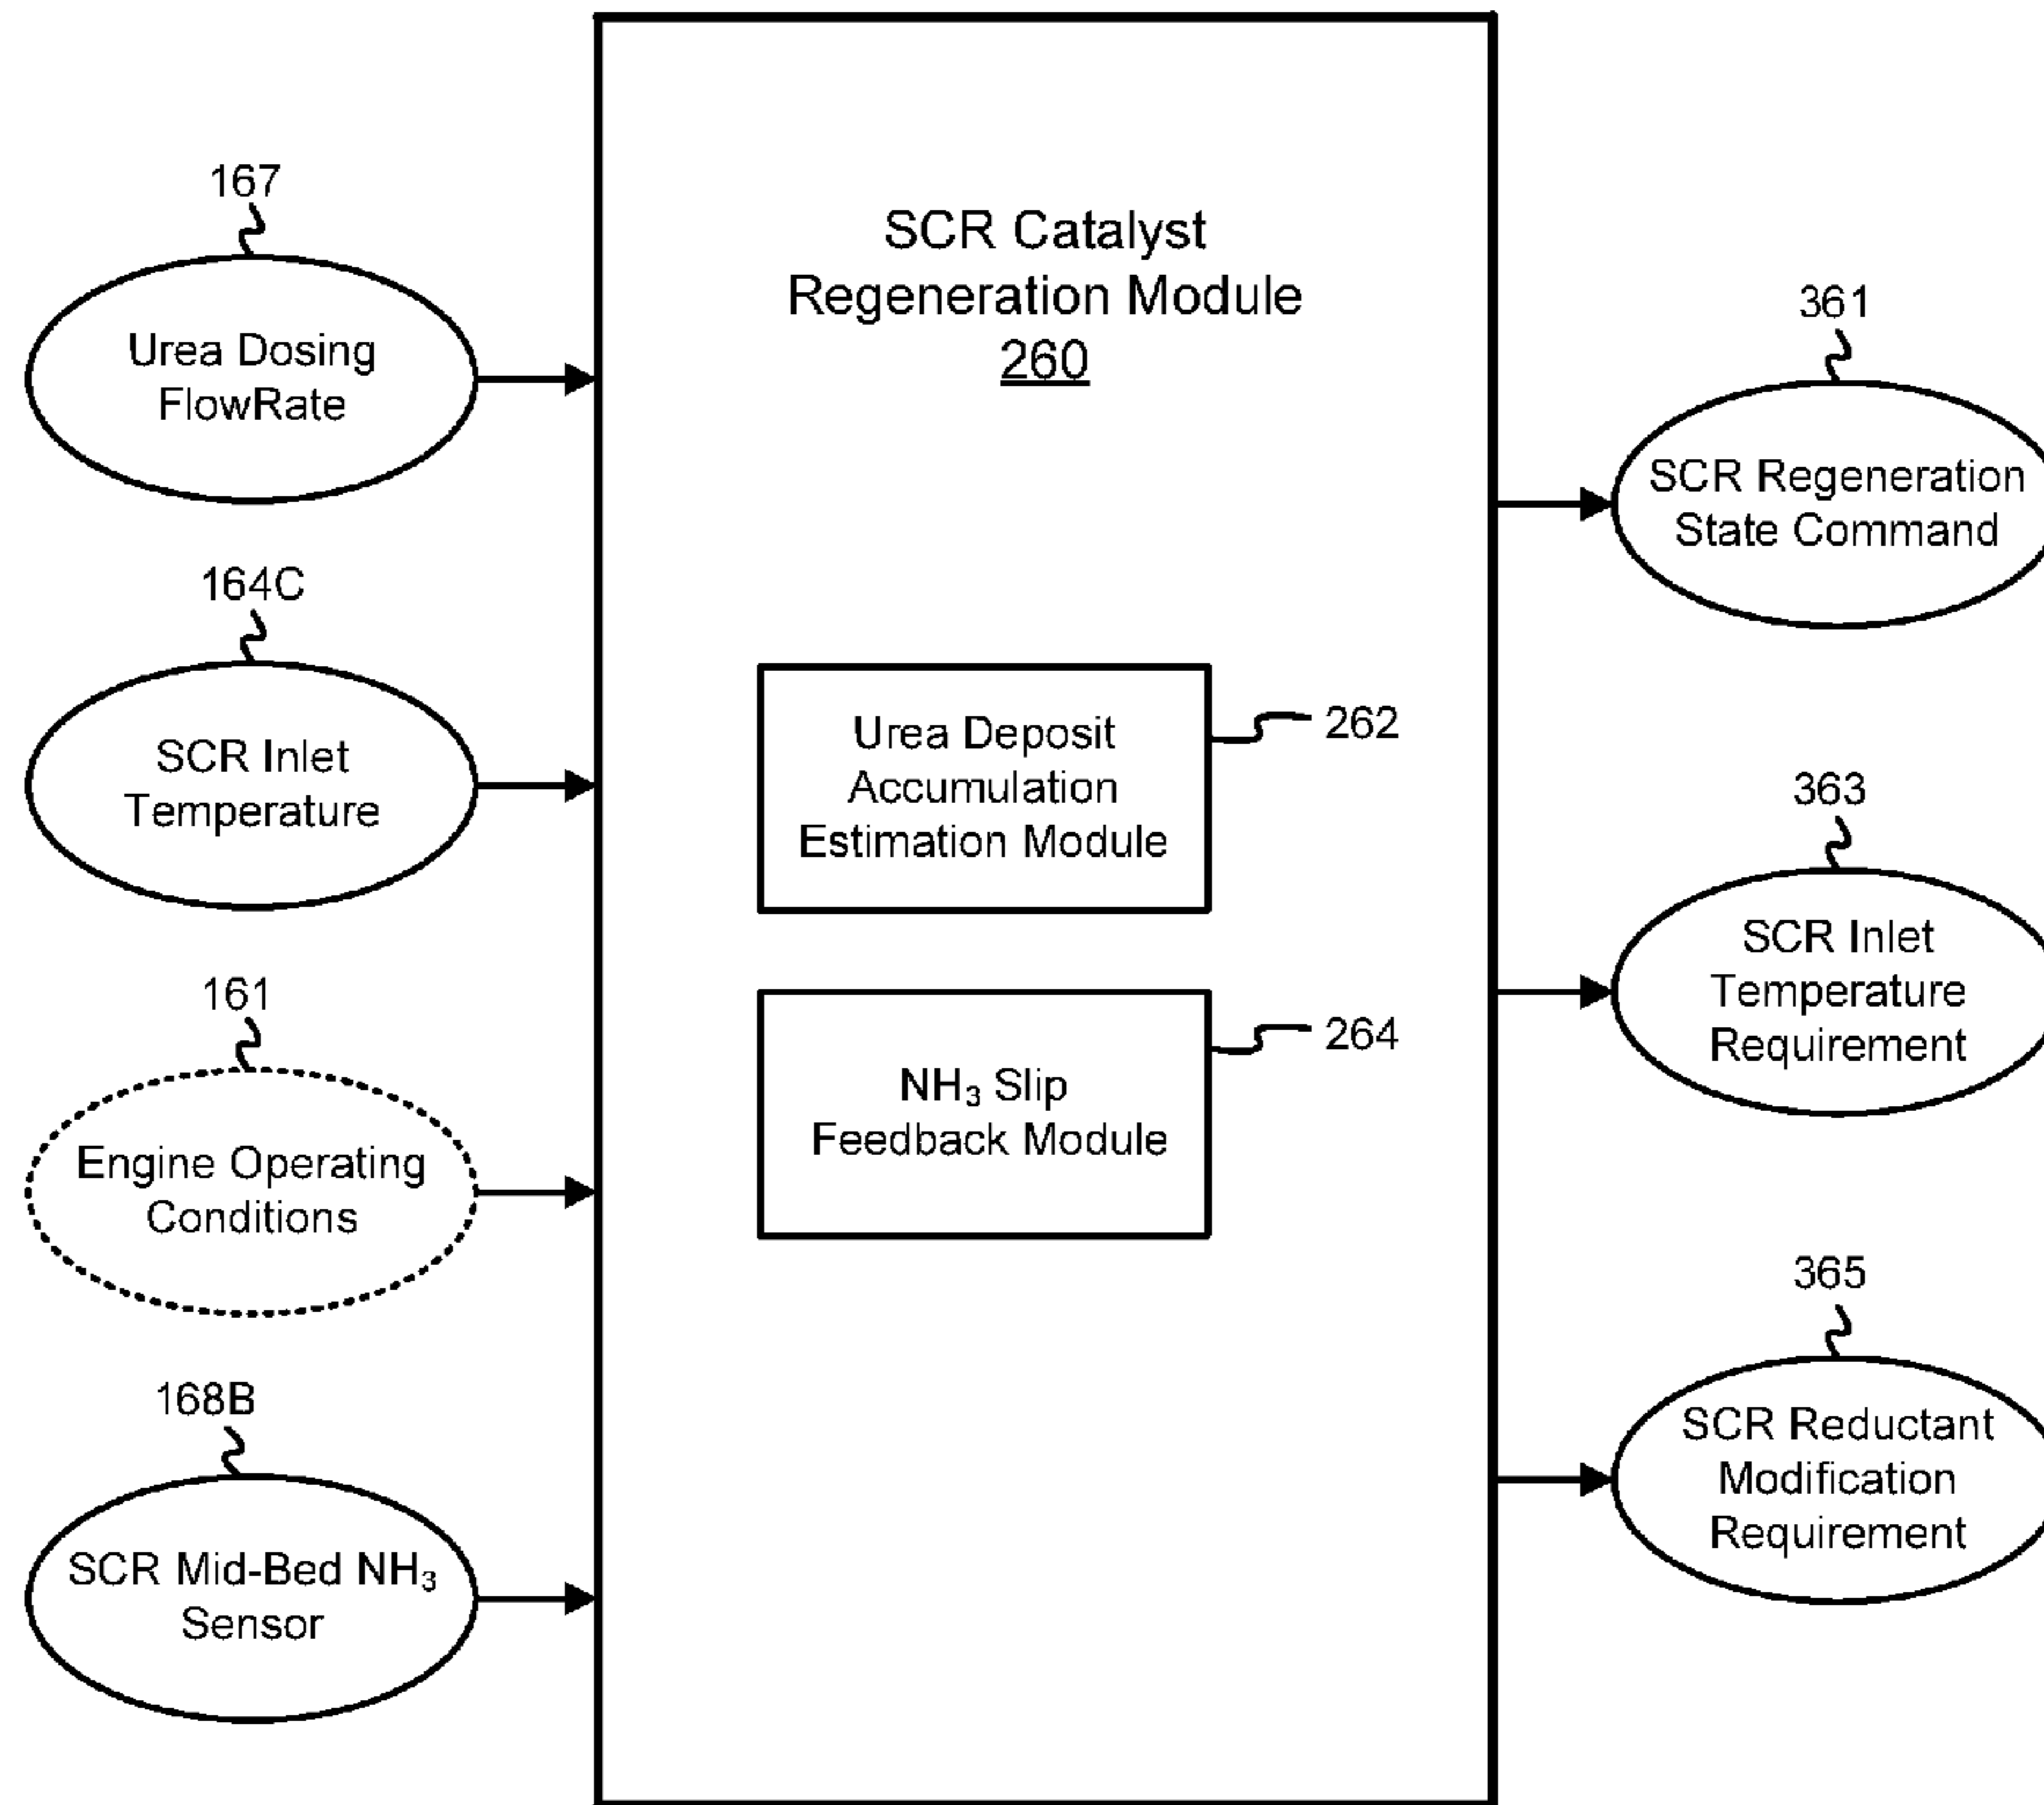 167
Urea Dosing
FlowRate
164C
SCR Inlet
Temperature
161
Engine Operating
Conditions
168B
SCR Mid-Bed NH₃
Sensor
SCR Catalyst
Regeneration Module
260
Urea Deposit
Accumulation
Estimation Module
262
NH₃ Slip
Feedback Module
264
361
SCR Regeneration
State Command
363
SCR Inlet
Temperature
Requirement
365
SCR Reductant
Modification
Requirement